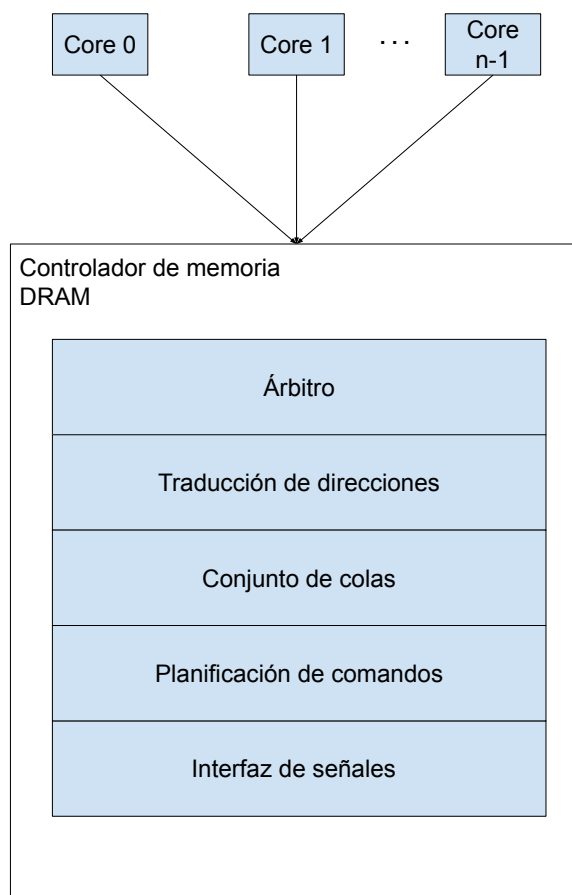 Core 0
Core 1
...
Core
n-1
Controlador de memoria
DRAM
Árbitro
Traducción de direcciones
Conjunto de colas
Planificación de comandos
Interfaz de señales